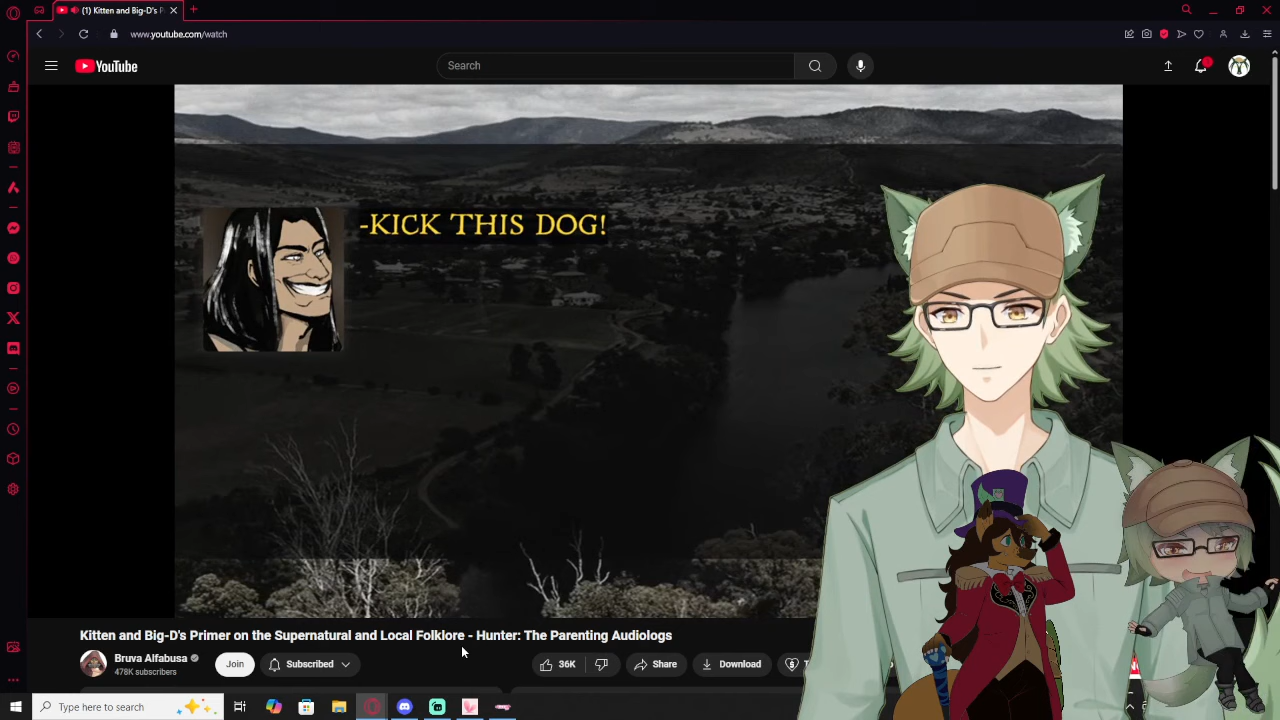 (1) Kitten and Big-D's P
www.youtube.com/watch
YouTube
Search
-KICK THIS DOG!
Kitten and Big-D's Primer on the Supernatural and Local Folklore - Hunter: The Parenting Audiologs
Bruva Alfabusa
478K subscribers
Join
Subscribed
36K
Share
Download
Type here to search